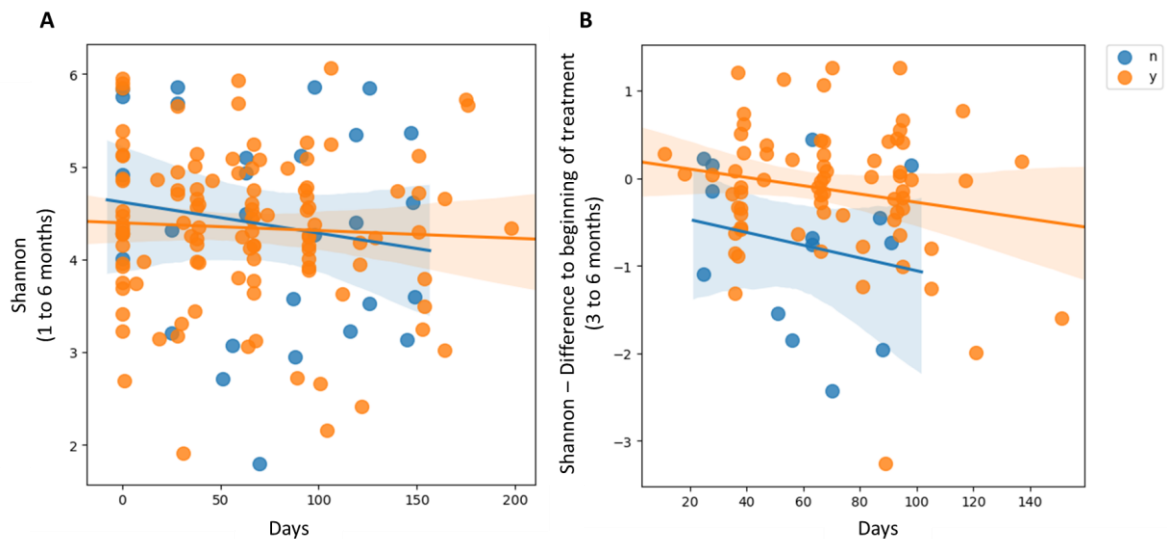 A
B
Shannon
(1 to 6 months)
6
5
4
3
2
0
50
100
150
200
Days
Shannon – Difference to beginning of treatment
(3 to 6 months)
1
0
−1
−2
−3
20
40
60
80
100
120
140
Days
n
y